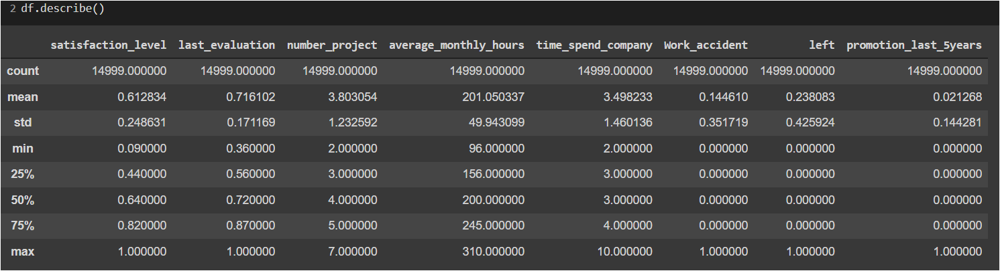 2 df.describe()
satisfaction_level last_evaluation number_project average_monthly_hours time_spend_company Work_accident left promotion_last_5years
count 14999.000000 14999.000000 14999.000000 14999.000000 14999.000000 14999.000000 14999.000000 14999.000000
mean 0.612834 0.716102 3.803054 201.050337 3.498233 0.144610 0.238083 0.021268
std 0.248631 0.171169 1.232592 49.943099 1.460136 0.351719 0.425924 0.144281
min 0.090000 0.360000 2.000000 96.000000 2.000000 0.000000 0.000000 0.000000
25% 0.440000 0.560000 3.000000 156.000000 3.000000 0.000000 0.000000 0.000000
50% 0.640000 0.720000 4.000000 200.000000 3.000000 0.000000 0.000000 0.000000
75% 0.820000 0.870000 5.000000 245.000000 4.000000 0.000000 0.000000 0.000000
max 1.000000 1.000000 7.000000 310.000000 10.000000 1.000000 1.000000 1.000000